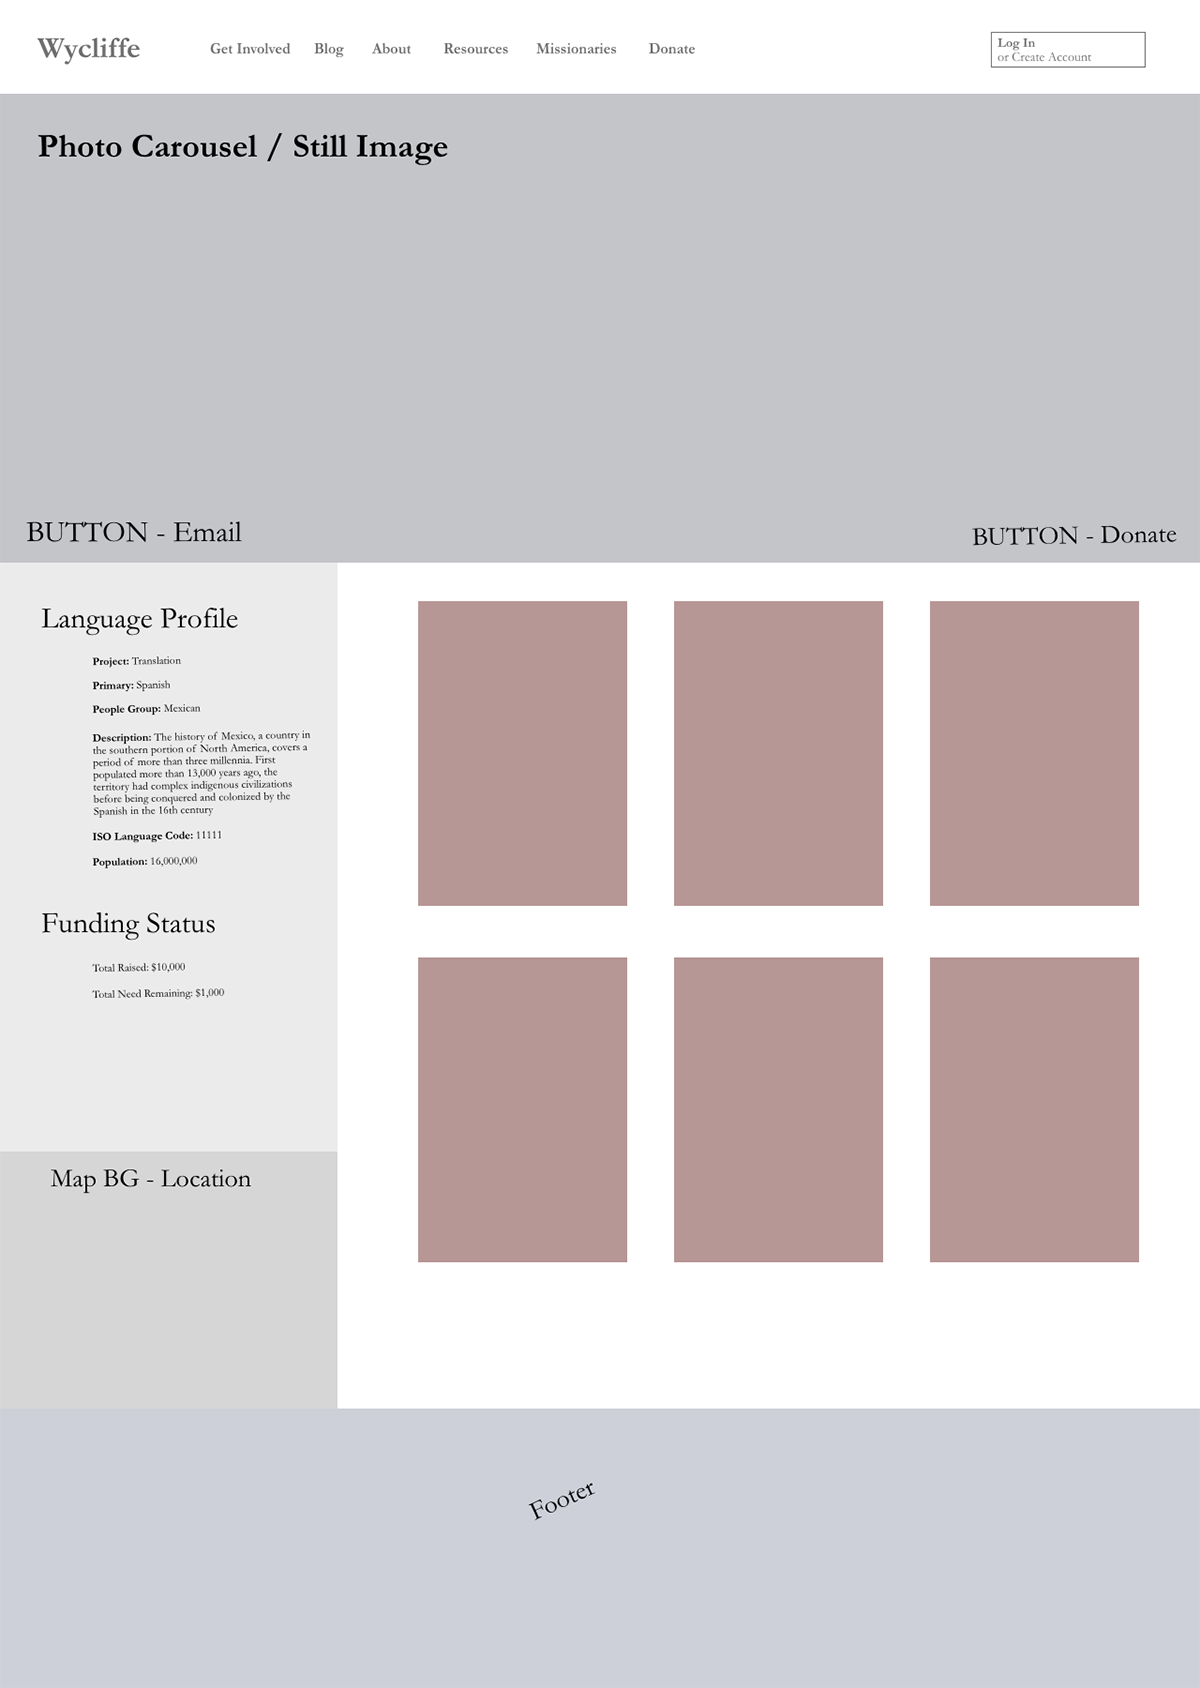 Wycliffe
Get Involved Blog About Resources Missionaries Donate
Log In
or Create Account
Photo Carousel / Still Image
BUTTON - Email
BUTTON - Donate
Language Profile
Project: Translation
Primary: Spanish
People Group: Mexican
Description: The history of Mexico, a country in
the southern portion of North America, covers a
period of more than three millennia. First
populated more than 13,000 years ago, the
territory had complex indigenous civilizations
before being conquered and colonized by the
Spanish in the 16th century
ISO Language Code: 11111
Population: 16,000,000
Funding Status
Total Raised: $10,000
Total Need Remaining: $1,000
Map BG - Location
Footer